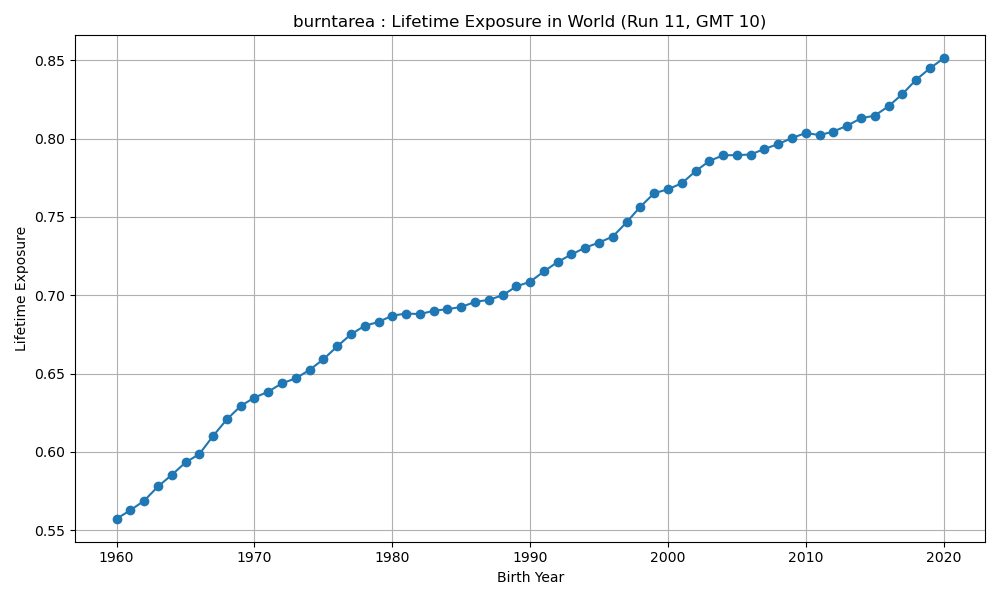 burntarea : Lifetime Exposure in World (Run 11, GMT 10)
Lifetime Exposure
0.85
0.80
0.75
0.70
0.65
0.60
0.55
1960 1970 1980 1990 2000 2010 2020
Birth Year